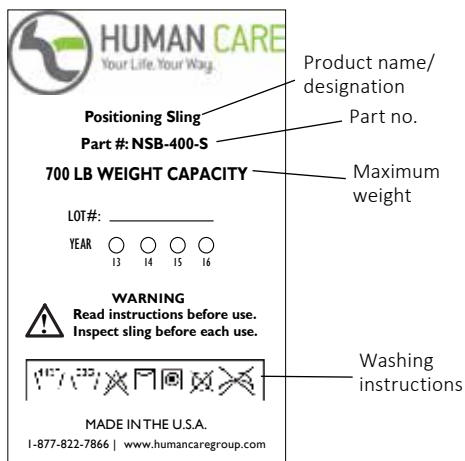 HUMAN CARE
Your Life. Your Way.
Positioning Sling
Part #: NSB-400-S
700 LB WEIGHT CAPACITY
LOT#:
YEAR
13 14 15 16
WARNING
Read instructions before use.
Inspect sling before each use.
MADE IN THE U.S.A.
1-877-822-7866 | www.humancaregroup.com
Product name/
designation
Part no.
Maximum
weight
Washing
instructions